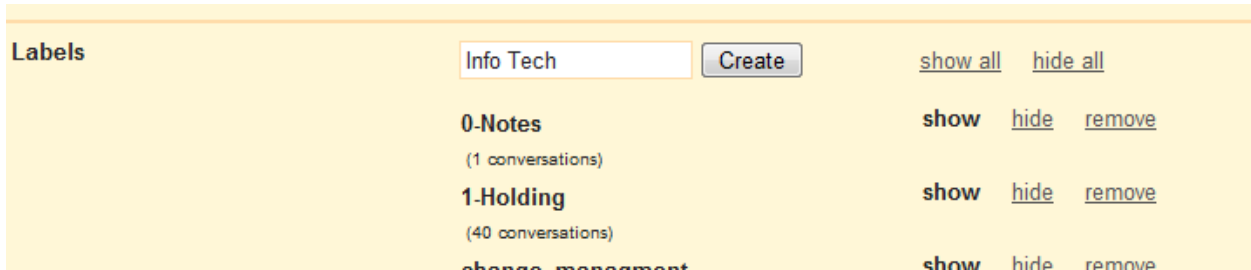 Labels Info Tech Create show all hide all
0-Notes show hide remove
(1 conversations)
1-Holding show hide remove
(40 conversations)
change_managment show hide remove